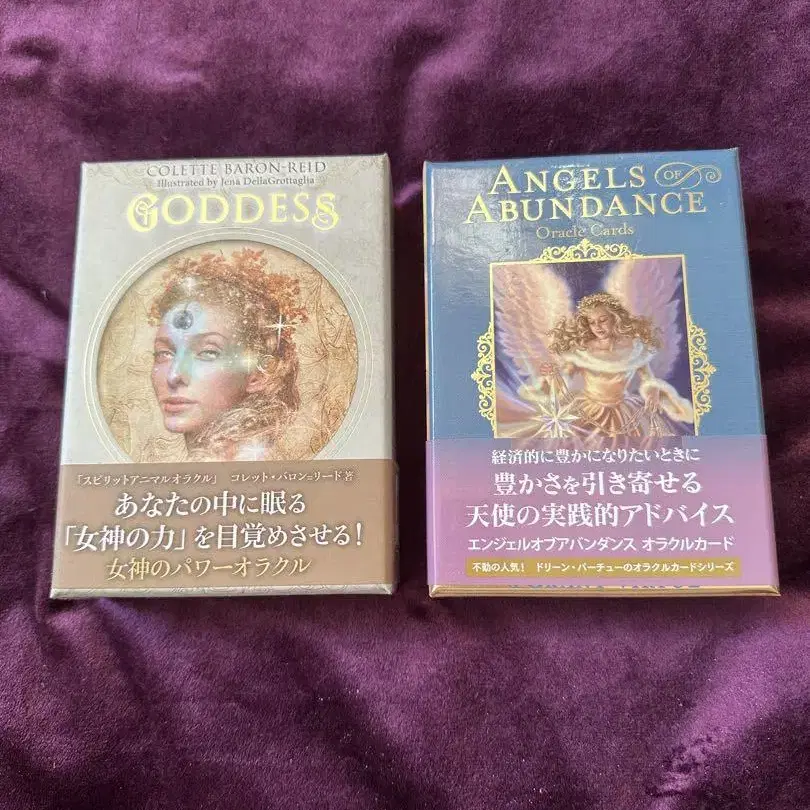 COLETTE BARON-REID
Illustrated by Jena DellaGrottaglia
GODDESS
「スピリットアニマルオラクル」 コレット・バロン=リード 著
あなたの中に眠る
「女神の力」を目覚めさせる!
女神のパワーオラクル
ANGELS OF
ABUNDANCE
Oracle Cards
経済的に豊かになりたいときに
豊かさを引き寄せる
天使の実践的アドバイス
エンジェルオブアバンダンス オラクルカード
不動の人気! ドリーン・バーチューのオラクルカードシリーズ